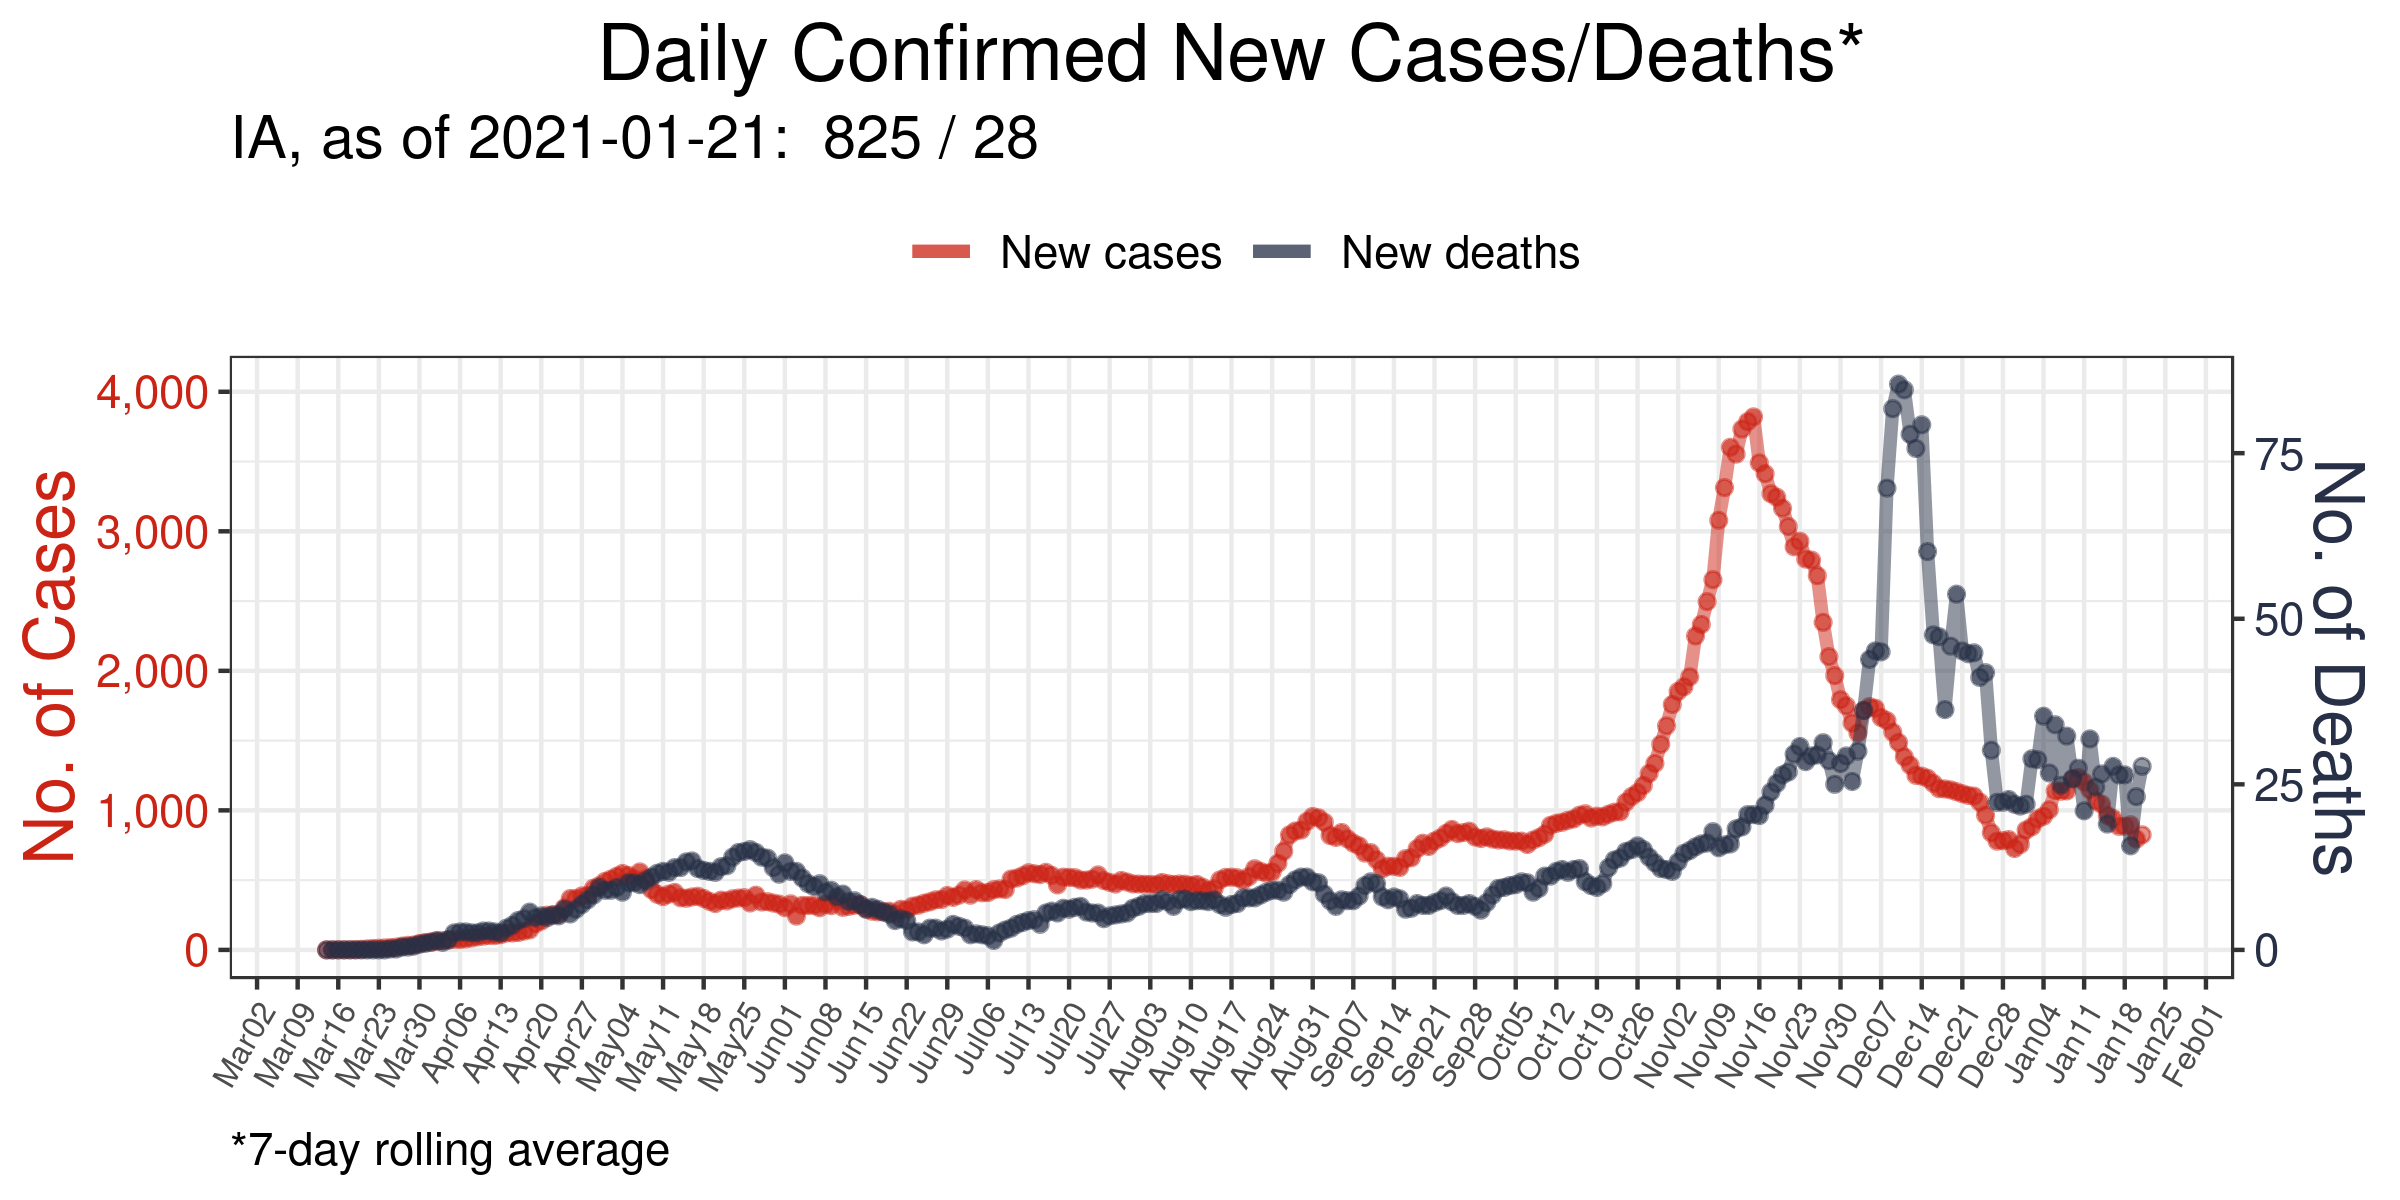 Daily Confirmed New Cases/Deaths*
IA, as of 2021-01-21:  825 / 28
New cases New deaths
No. of Cases
4,000
3,000
2,000
1,000
0
75
50
25
0
No. of Deaths
Mar02 Mar09 Mar16 Mar23 Mar30 Apr06 Apr13 Apr20 Apr27 May04 May11 May18 May25 Jun01 Jun08 Jun15 Jun22 Jun29 Jul06 Jul13 Jul20 Jul27 Aug03 Aug10 Aug17 Aug24 Aug31 Sep07 Sep14 Sep21 Sep28 Oct05 Oct12 Oct19 Oct26 Nov02 Nov09 Nov16 Nov23 Nov30 Dec07 Dec14 Dec21 Dec28 Jan04 Jan11 Jan18 Jan25 Feb01
*7-day rolling average